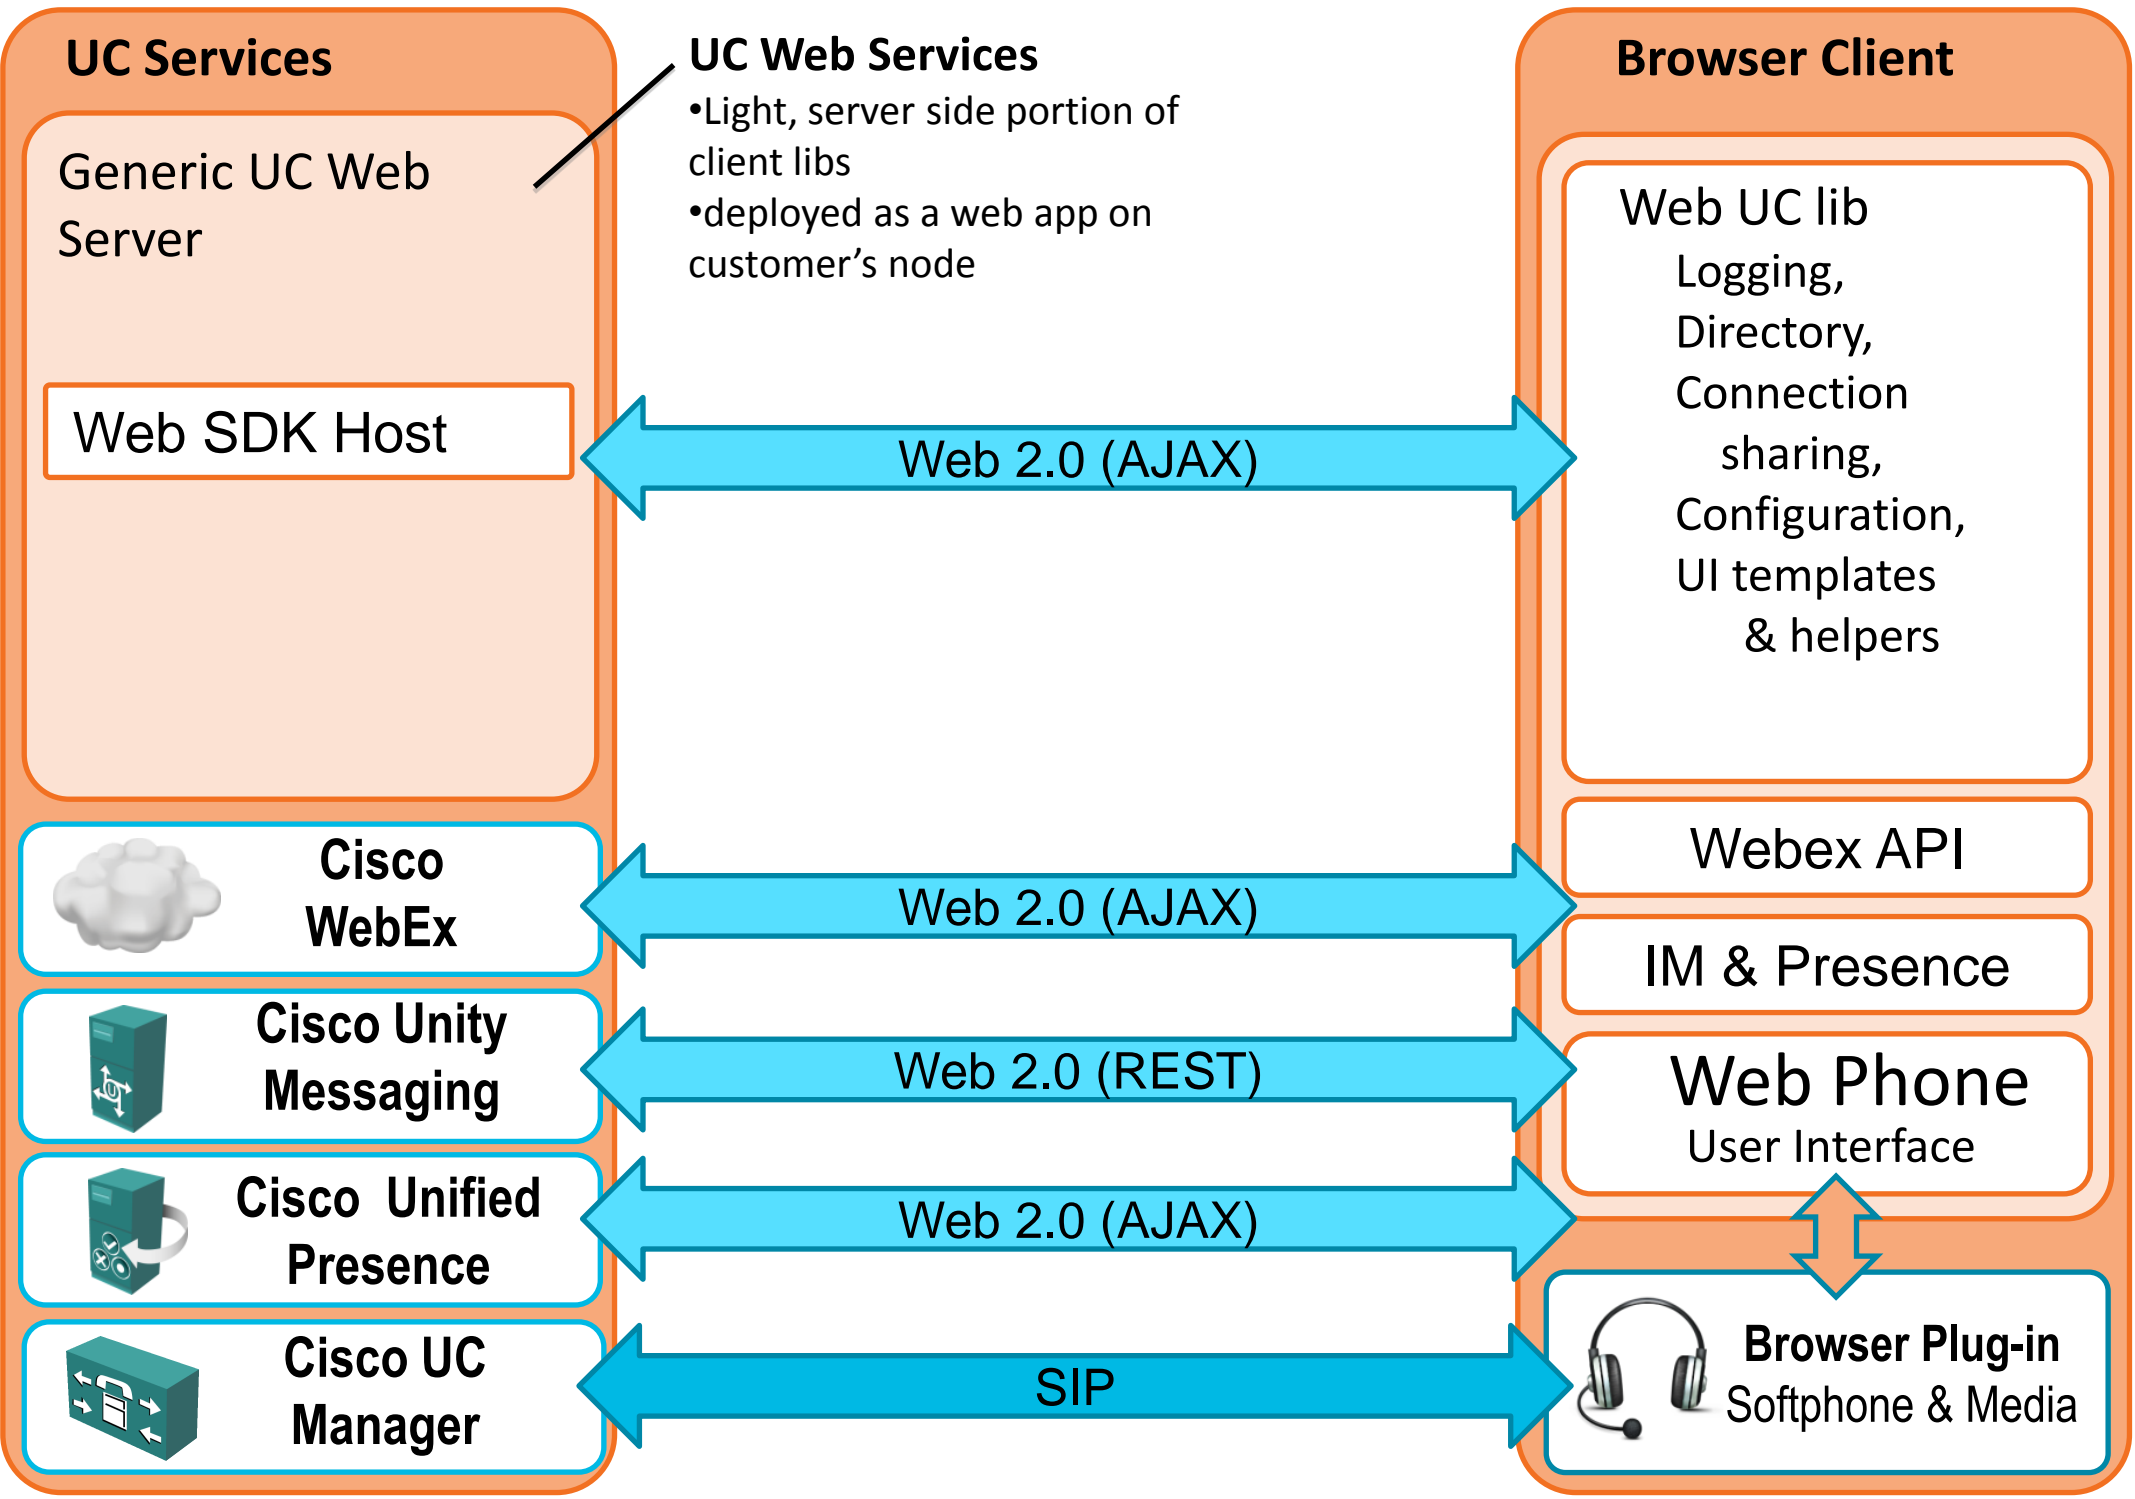 UC Services
Generic UC Web
Server
Web SDK Host
Cisco
WebEx
Cisco Unity
Messaging
Cisco  Unified
Presence
Cisco UC
Manager
UC Web Services
•Light, server side portion of
client libs
•deployed as a web app on
customer’s node
Web 2.0 (AJAX)
Web 2.0 (AJAX)
Web 2.0 (REST)
Web 2.0 (AJAX)
SIP
Browser Client
Web UC lib
Logging,
Directory,
Connection
sharing,
Configuration,
UI templates
& helpers
Webex API
IM & Presence
Web Phone
User Interface
Browser Plug-in
Softphone & Media